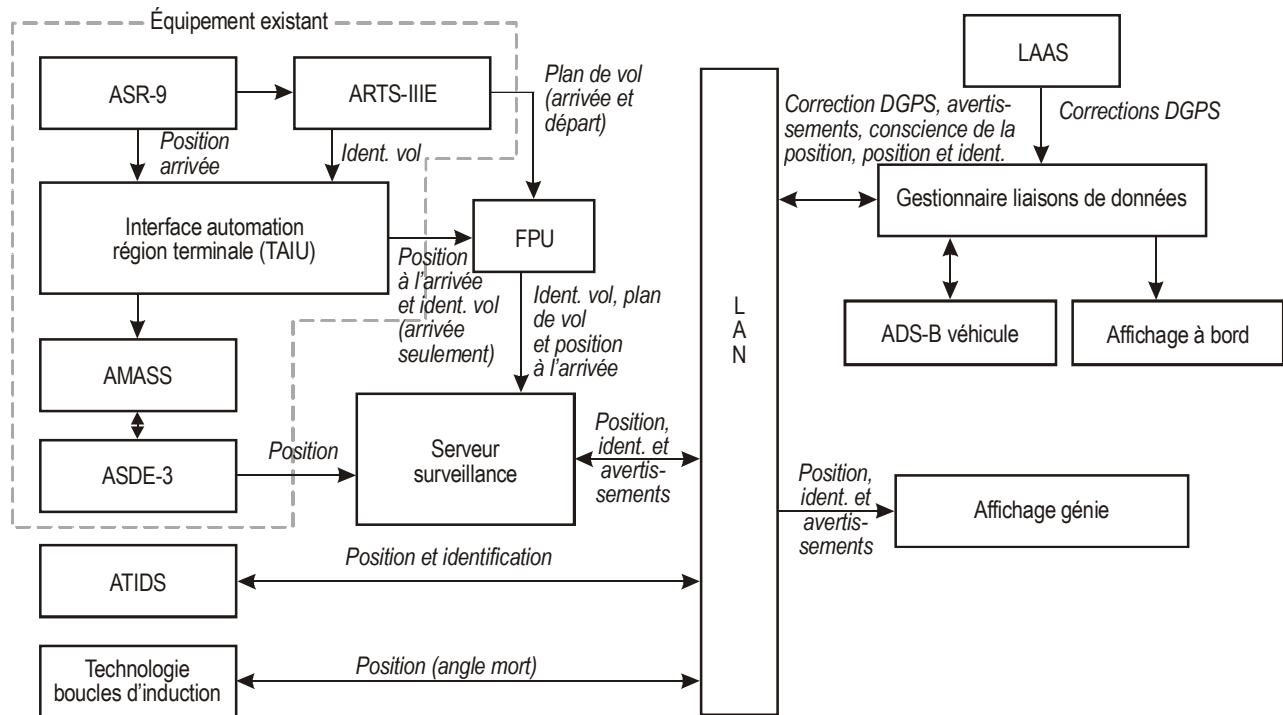 Équipement existant
ASR-9
ARTS-IIIE
Plan de vol
(arrivée et
départ)
Position
arrivée
Ident. vol
Interface automation
région terminale (TAIU)
FPU
Position
à l'arrivée
et ident. vol
(arrivée
seulement)
Ident. vol, plan
de vol
et position
à l'arrivée
AMASS
ASDE-3
Position
Serveur
surveillance
Position,
ident. et
avertis-
sements
ATIDS
Position et identification
Technologie
boucles d'induction
Position (angle mort)
L
A
N
LAAS
Correction DGPS, avertis-
sements, conscience de la
position, position et ident.
Corrections DGPS
Gestionnaire liaisons de données
ADS-B véhicule
Affichage à bord
Position,
ident. et
avertis-
sements
Affichage génie